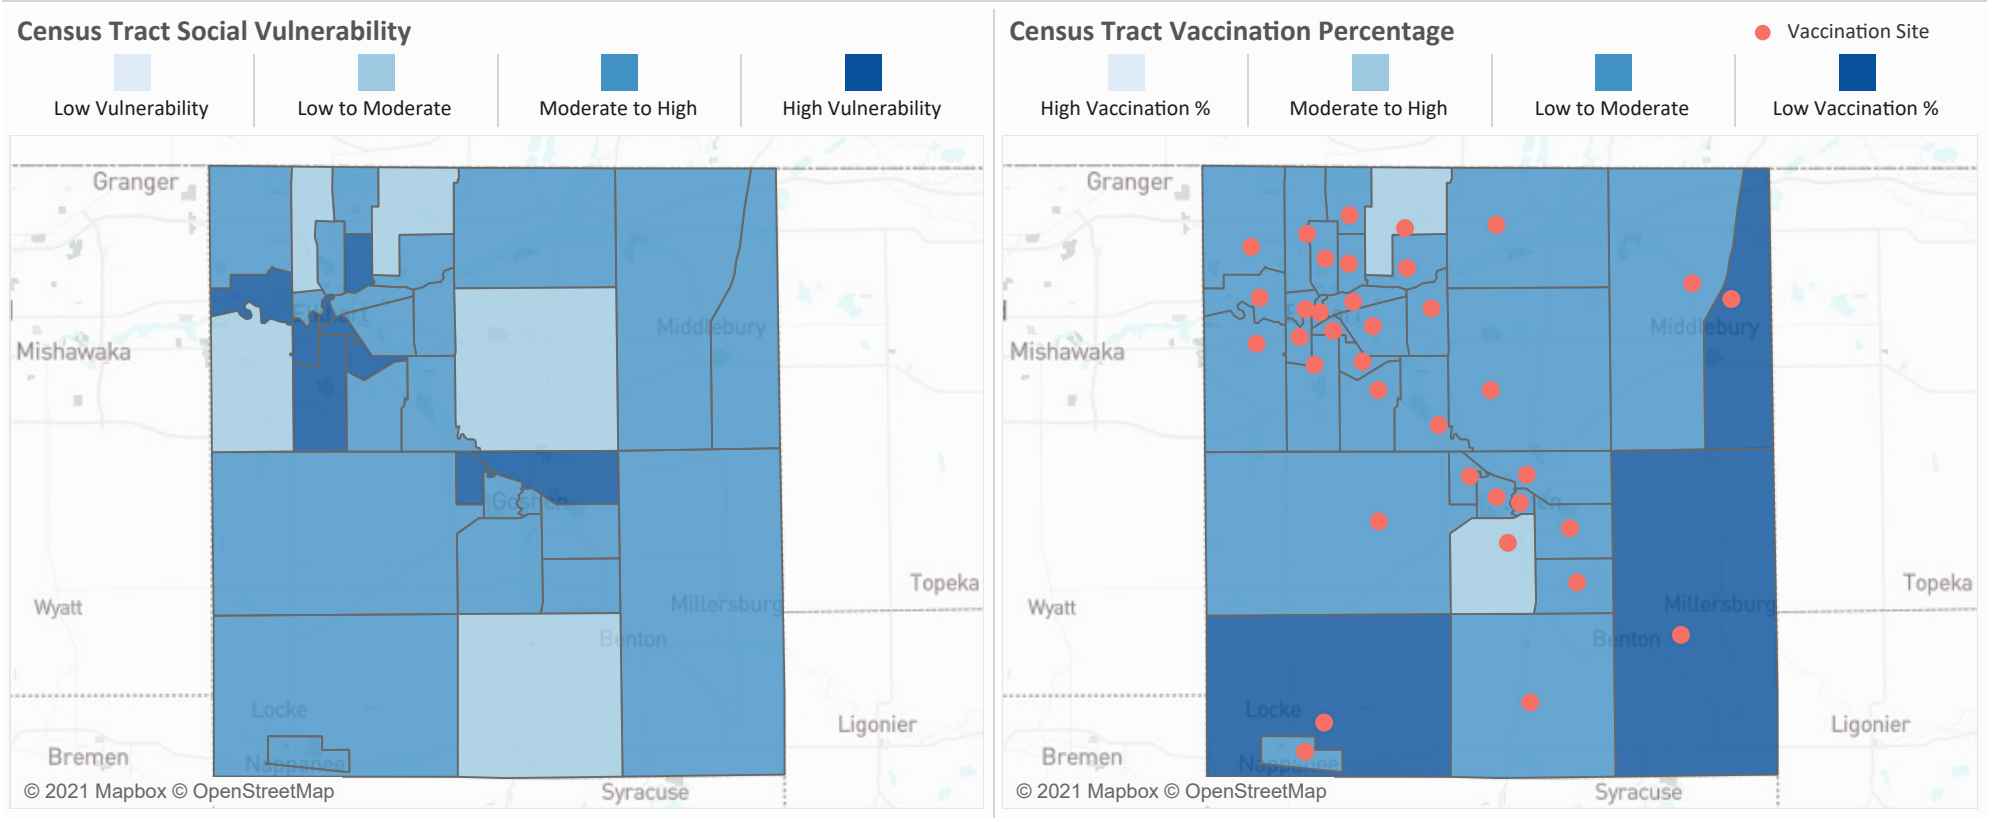 Census Tract Social Vulnerability
Low Vulnerability
Low to Moderate
Moderate to High
High Vulnerability
Granger
Mishawaka
Elkhart
Middlebury
Goshen
Wyatt
Topeka
Millersburg
Benton
Locke
Nappanee
Bremen
Ligonier
Syracuse
© 2021 Mapbox © OpenStreetMap
Census Tract Vaccination Percentage
Vaccination Site
High Vaccination %
Moderate to High
Low to Moderate
Low Vaccination %
Granger
Mishawaka
Middlebury
Wyatt
Topeka
Millersburg
Benton
Locke
Nappanee
Bremen
Ligonier
Syracuse
© 2021 Mapbox © OpenStreetMap